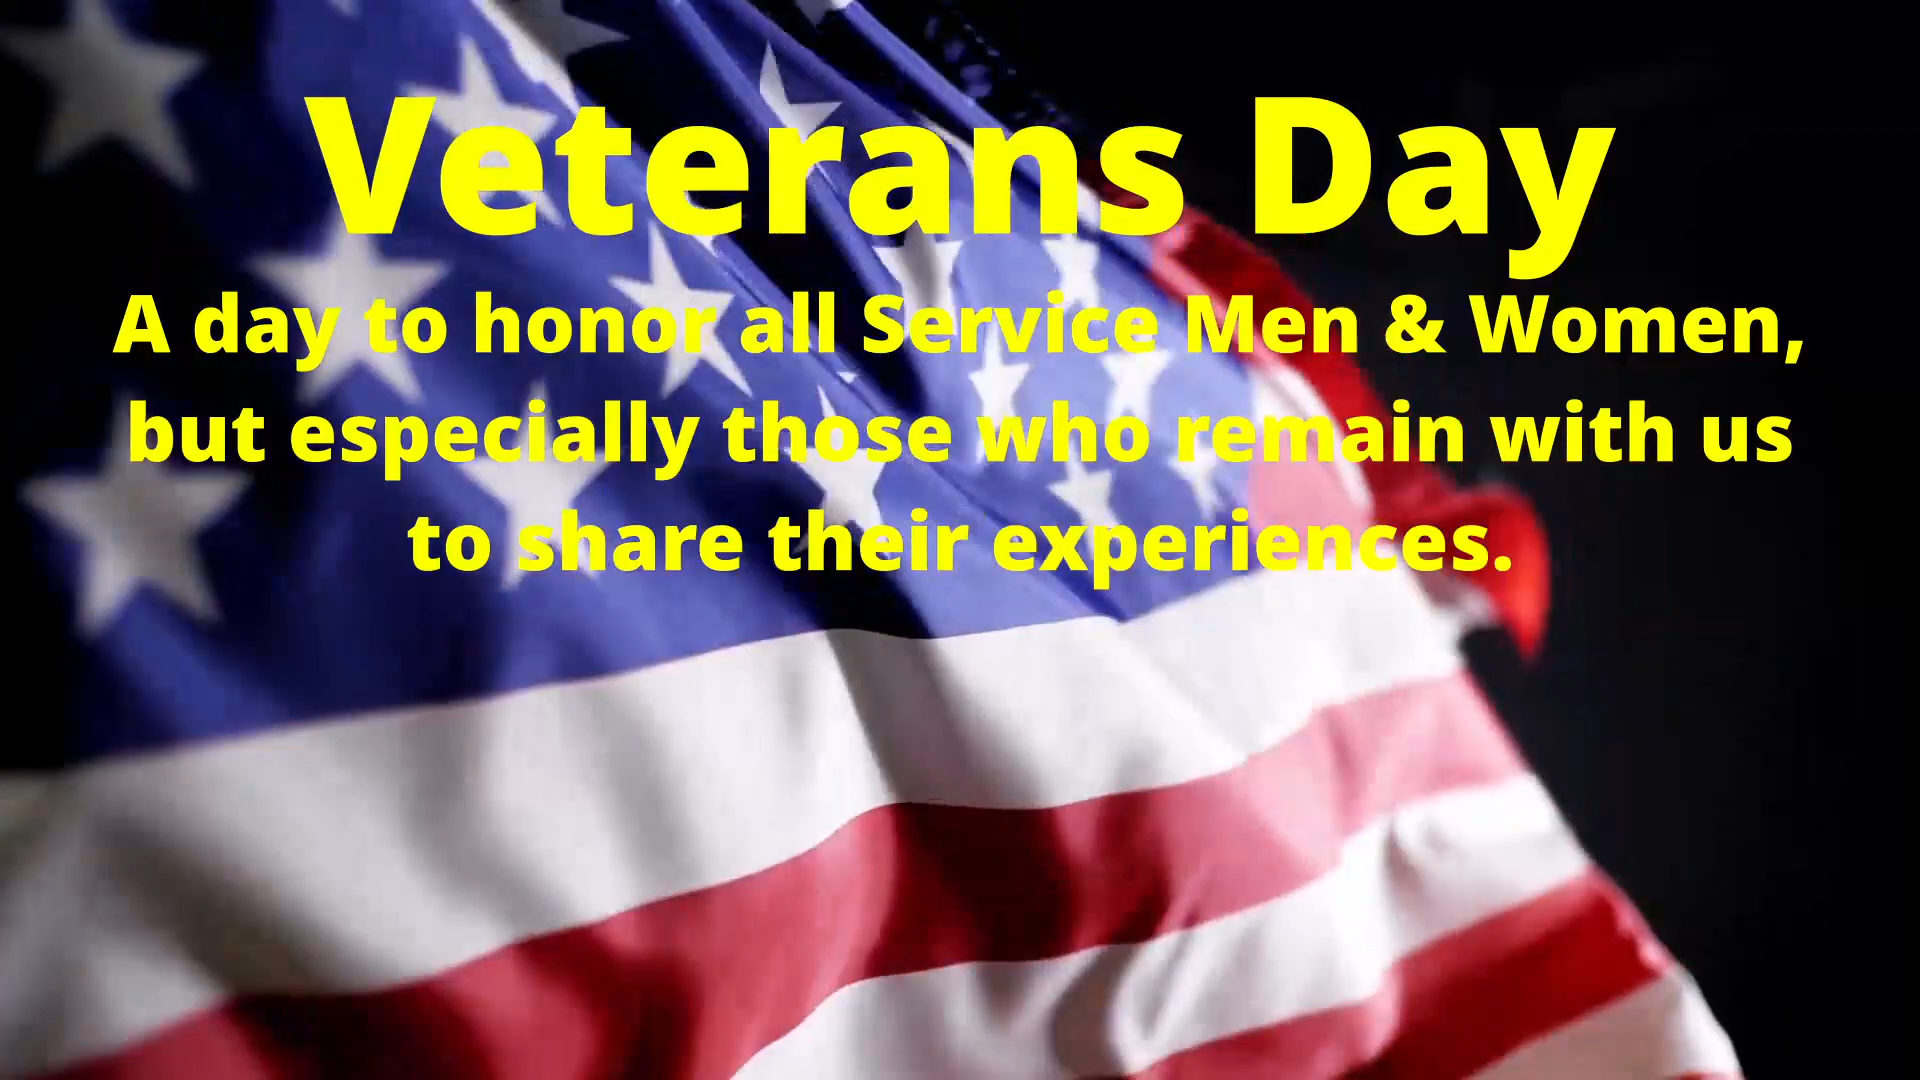 Veterans Day
A day to honor all Service Men & Women,
but especially those who remain with us
to share their experiences.